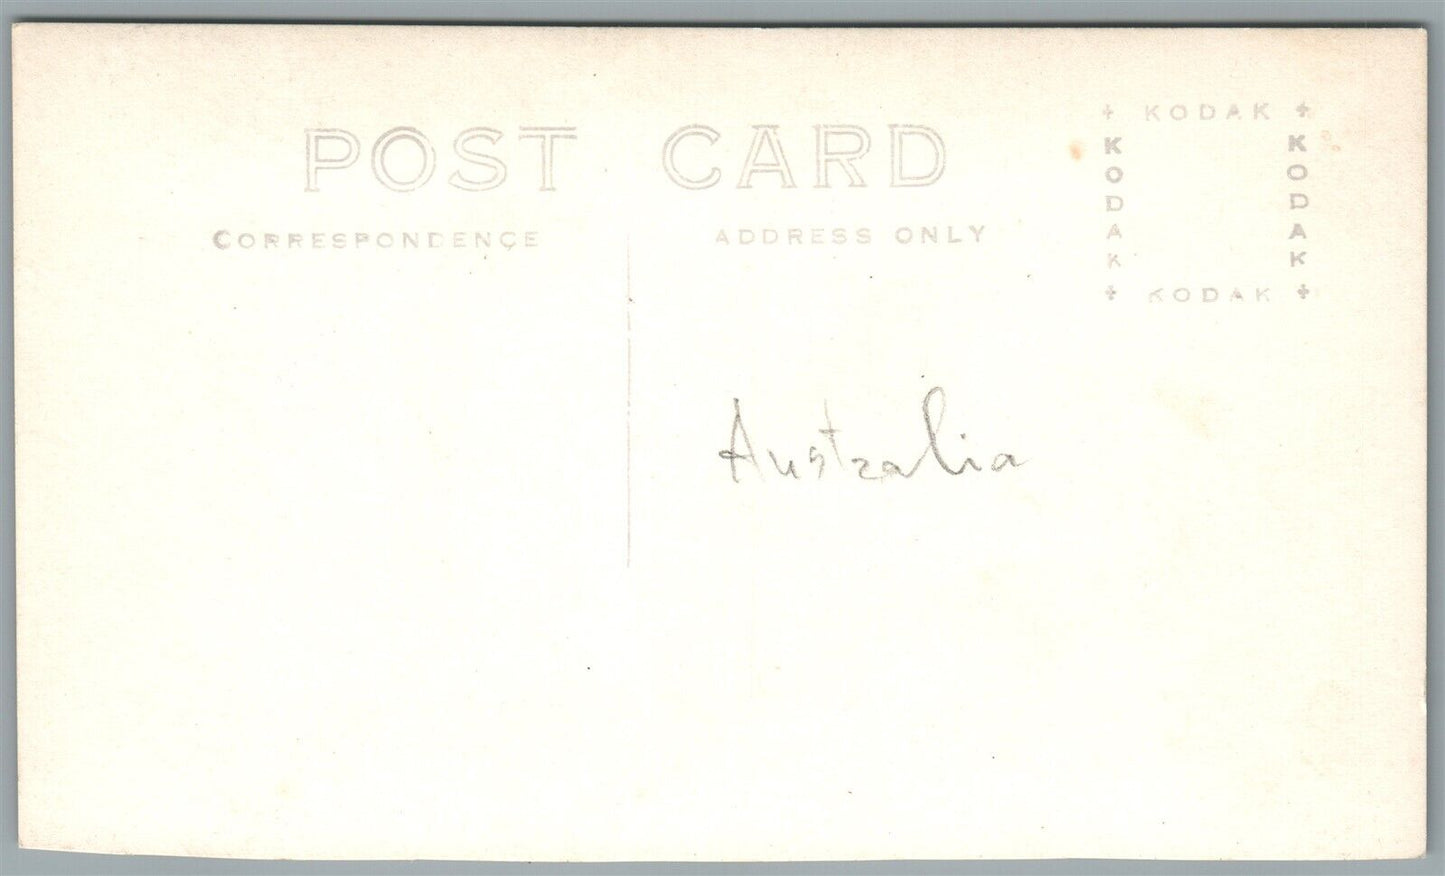 POST CARD
CORRESPONDENCE
ADDRESS ONLY
+ KODAK +
KODAK
KODAK
+ KODAK +
Australia